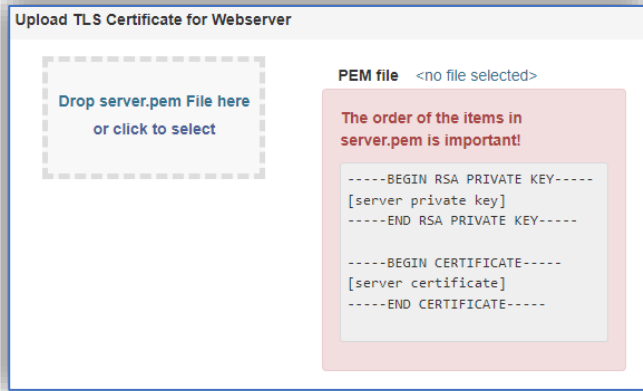 Upload TLS Certificate for Webserver
Drop server.pem File here
or click to select
PEM file <no file selected>
The order of the items in
server.pem is important!
-----BEGIN RSA PRIVATE KEY-----
[server private key]
-----END RSA PRIVATE KEY-----
-----BEGIN CERTIFICATE-----
[server certificate]
-----END CERTIFICATE-----